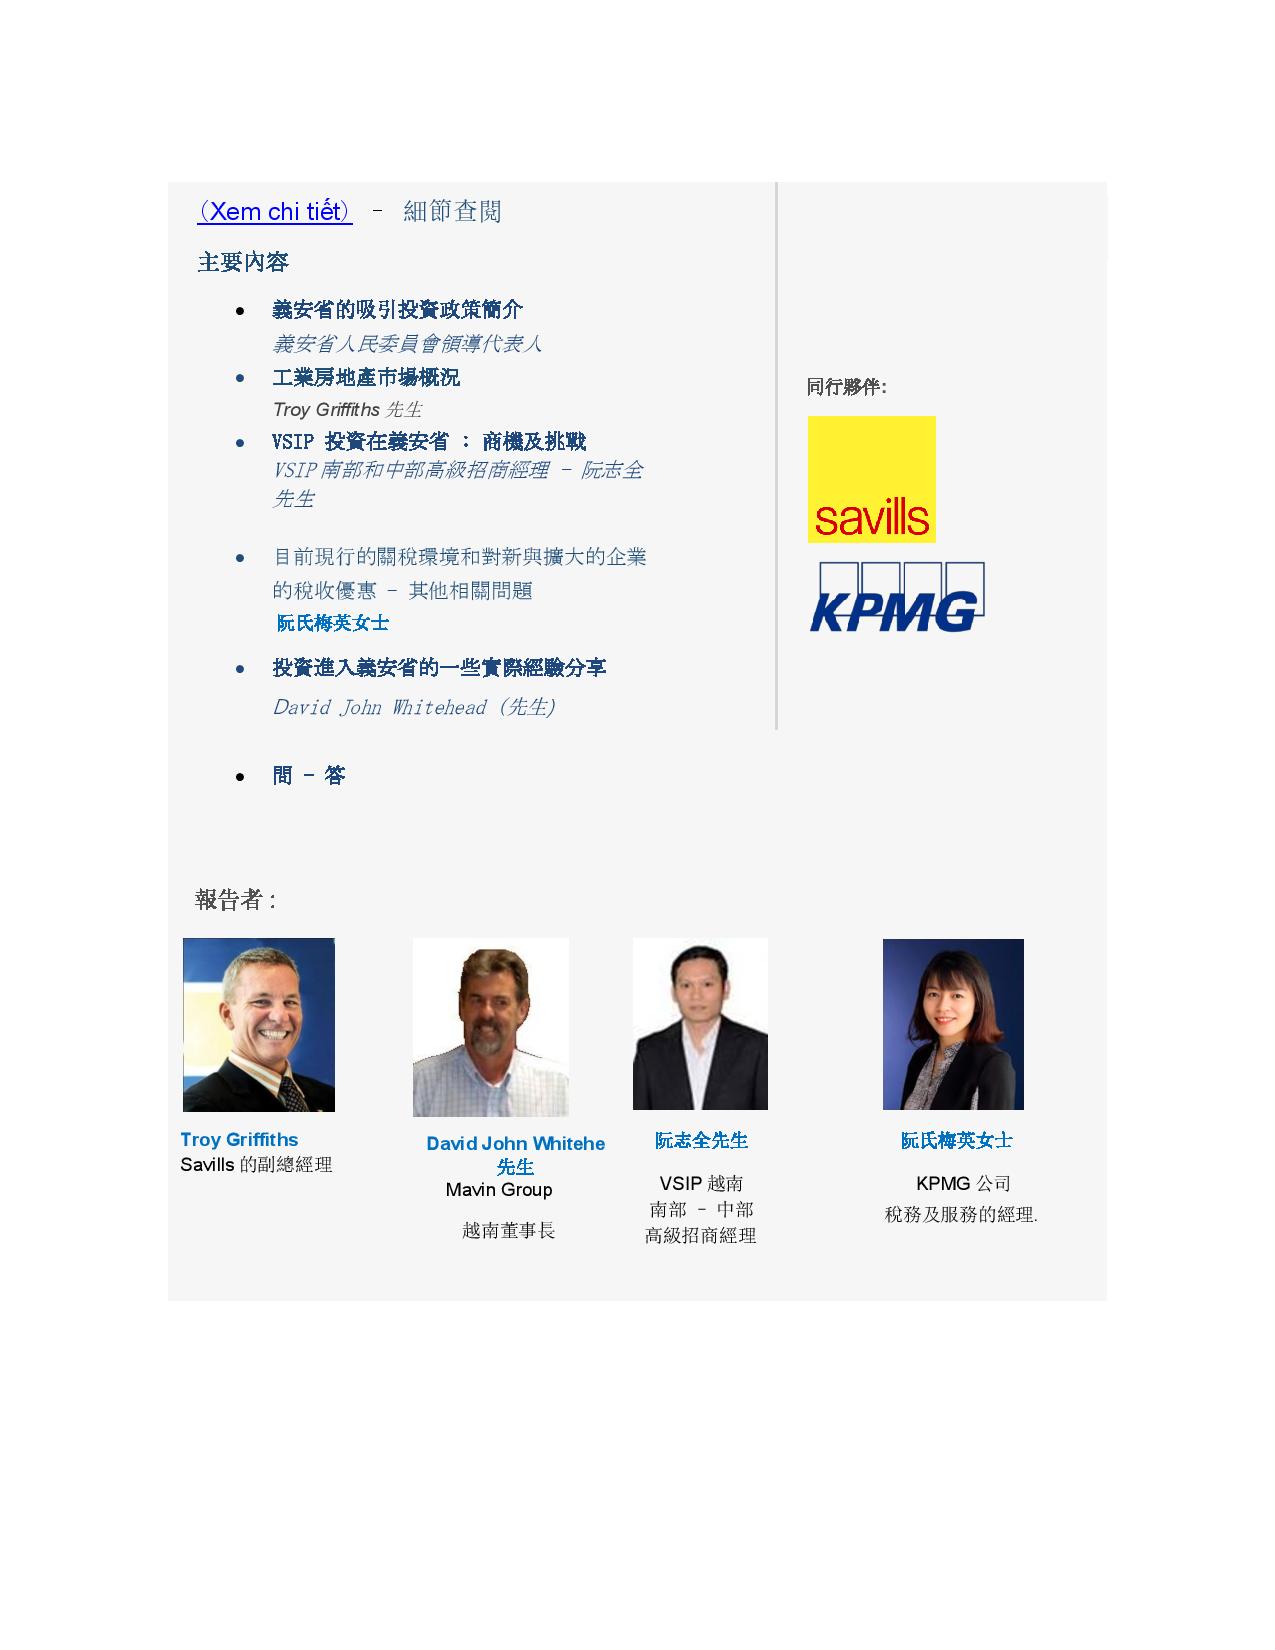 (Xem chi tiết) - 細節查閱
主要內容
義安省的吸引投資政策簡介
義安省人民委員會領導代表人
工業房地產市場概況
Troy Griffiths 先生
VSIP 投資在義安省 : 商機及挑戰
VSIP 南部和中部高級招商經理 - 阮志全
先生
目前現行的關稅環境和對新與擴大的企業
的稅收優惠 - 其他相關問題
阮氏梅英女士
投資進入義安省的一些實際經驗分享
David John Whitehead (先生)
問 - 答
同行夥伴:
savills
KPMG
報告者 :
Troy Griffiths
Savills 的副總經理
David John Whitehe
先生
Mavin Group
越南董事長
阮志全先生
VSIP 越南
南部 - 中部
高級招商經理
阮氏梅英女士
KPMG 公司
稅務及服務的經理.